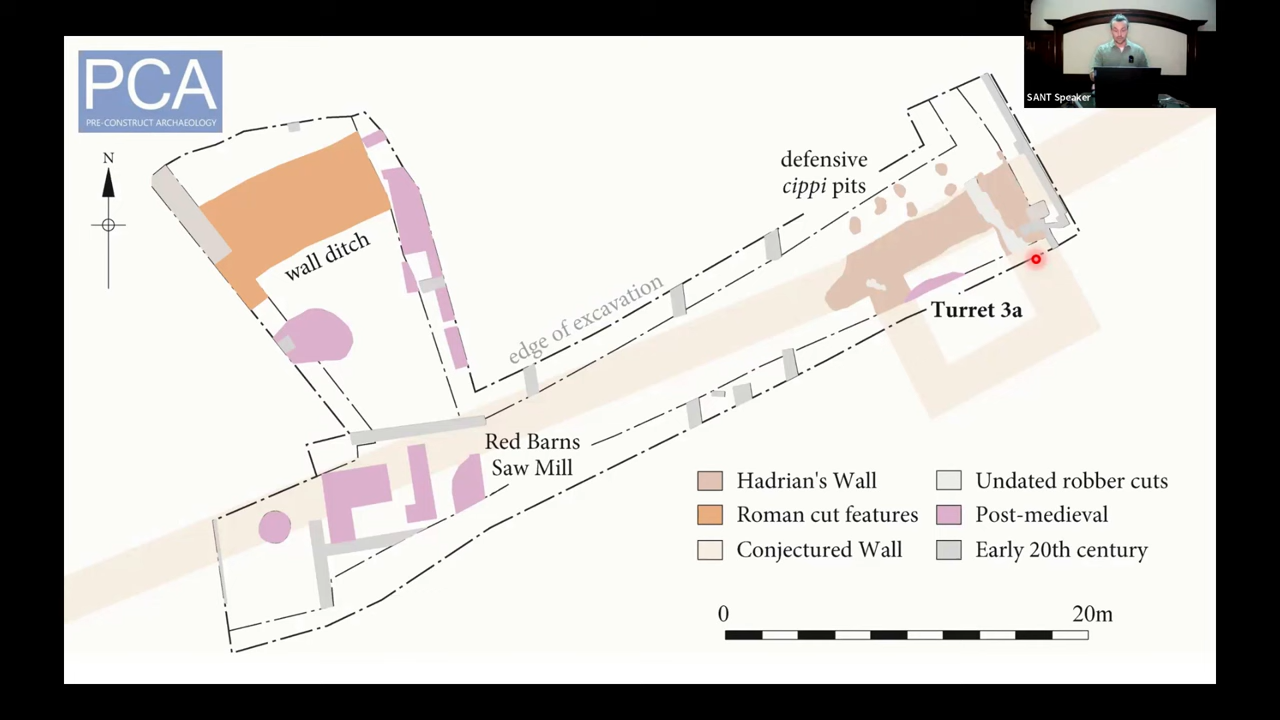 PCA
PRE-CONSTRUCT ARCHAEOLOGY
SANT Speaker
N
defensive
cippi pits
wall ditch
edge of excavation
Turret 3a
Red Barns
Saw Mill
Hadrian's Wall
Roman cut features
Conjectured Wall
Undated robber cuts
Post-medieval
Early 20th century
0
20m